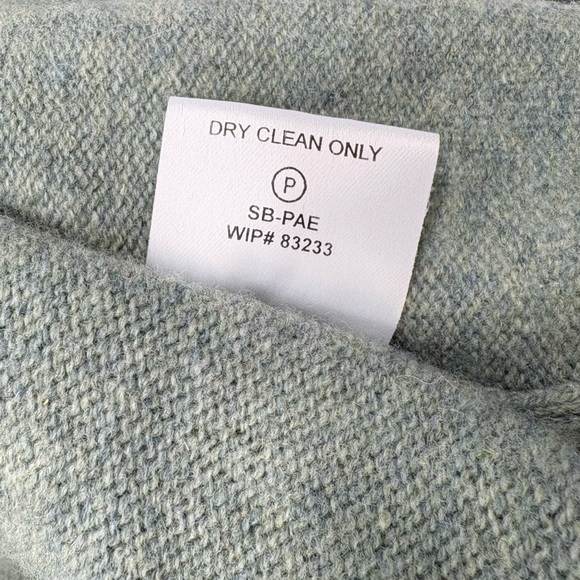 DRY CLEAN ONLY
P
SB-PAE
WIP# 83233